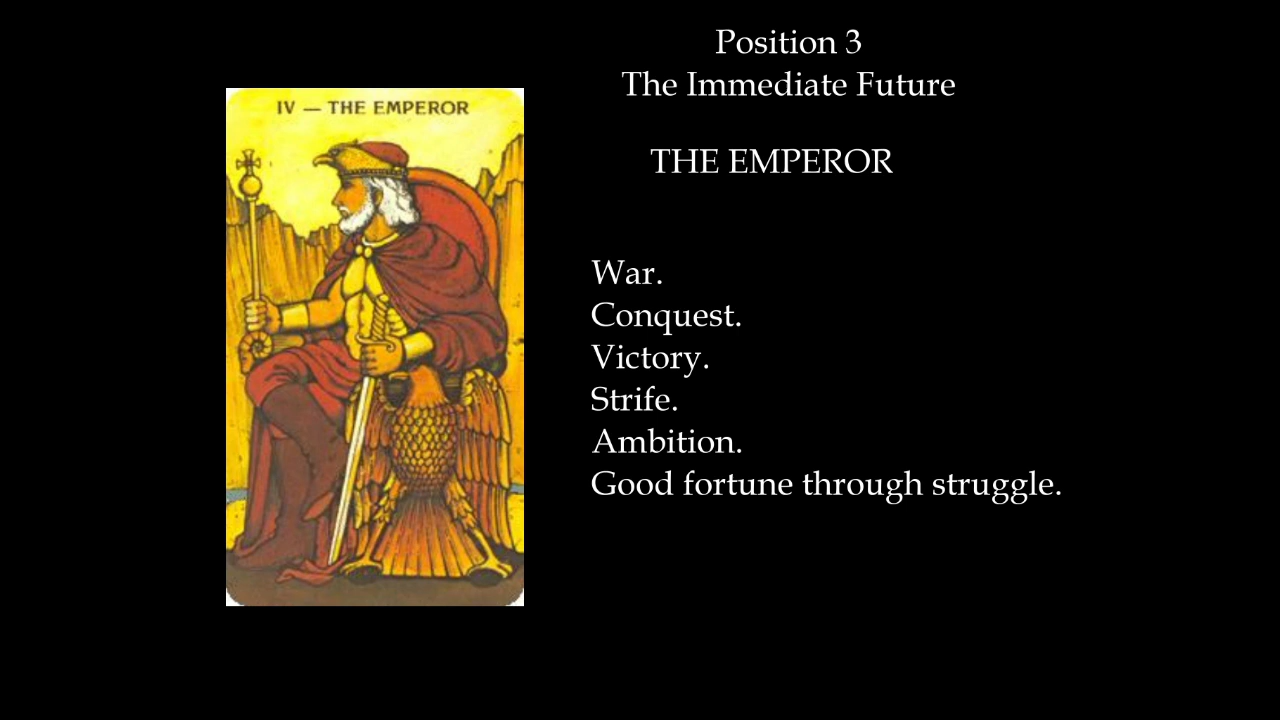 IV — THE EMPEROR
Position 3
The Immediate Future
THE EMPEROR
War.
Conquest.
Victory.
Strife.
Ambition.
Good fortune through struggle.